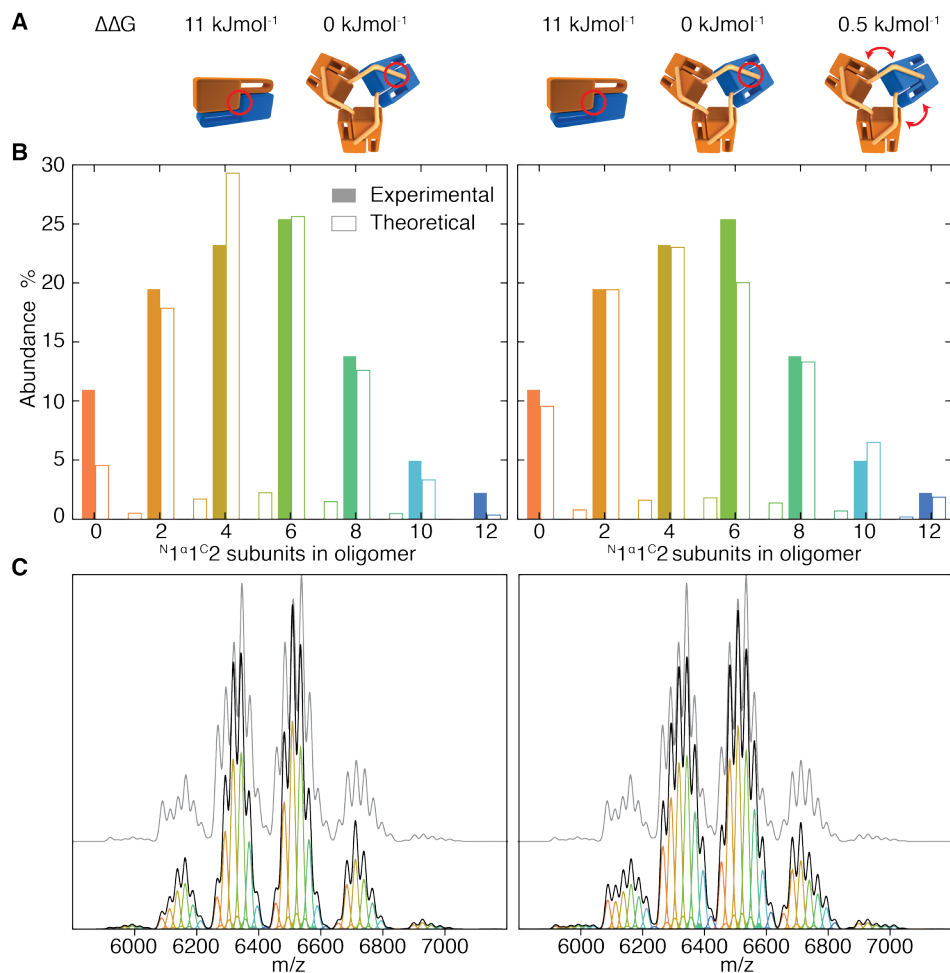 A ΔΔG 11 kJmol⁻¹ 0 kJmol⁻¹ 11 kJmol⁻¹ 0 kJmol⁻¹ 0.5 kJmol⁻¹
B
30
25
20
15
10
5
0
Abundance %
Experimental
Theoretical
0 2 4 6 8 10 12
0 2 4 6 8 10 12
ᴺ1ᵅ1ᶜ2 subunits in oligomer
ᴺ1ᵅ1ᶜ2 subunits in oligomer
C
6000 6200 6400 6600 6800 7000
6000 6200 6400 6600 6800 7000
m/z
m/z